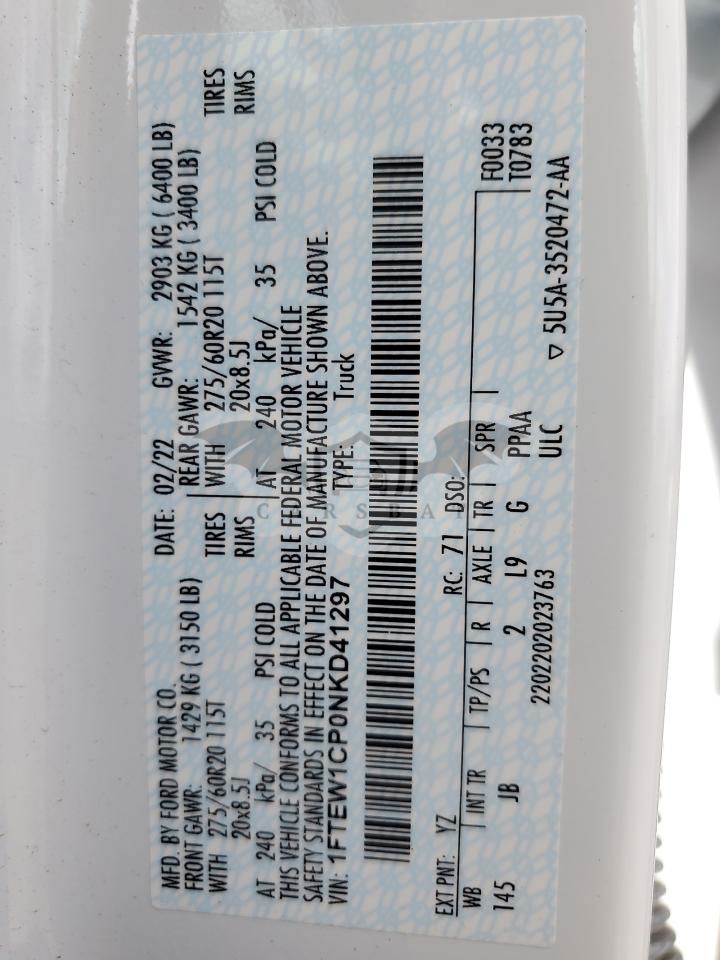 MFD. BY FORD MOTOR CO. DATE: 02/22 GVWR: 2903 KG ( 6400 LB)
FRONT GAWR: 1429 KG ( 3150 LB) REAR GAWR: 1542 KG ( 3400 LB)
WITH 275/60R20 115T TIRES WITH 275/60R20 115T TIRES
20x8.5J RIMS 20x8.5J RIMS
AT 240 kPa/ 35 PSI COLD AT 240 kPa/ 35 PSI COLD
THIS VEHICLE CONFORMS TO ALL APPLICABLE FEDERAL MOTOR VEHICLE
SAFETY STANDARDS IN EFFECT ON THE DATE OF MANUFACTURE SHOWN ABOVE.
VIN: 1FTEW1CP0NKD41297 TYPE: Truck
EXT PNT: YZ RC: 71 DSO:
WB INT TR TP/PS R AXLE TR SPR F0033
145 JB 2 L9 G PPAA T0783
2202202023763 ULC
▽ 5U5A-3520472-AA
CARSBAT